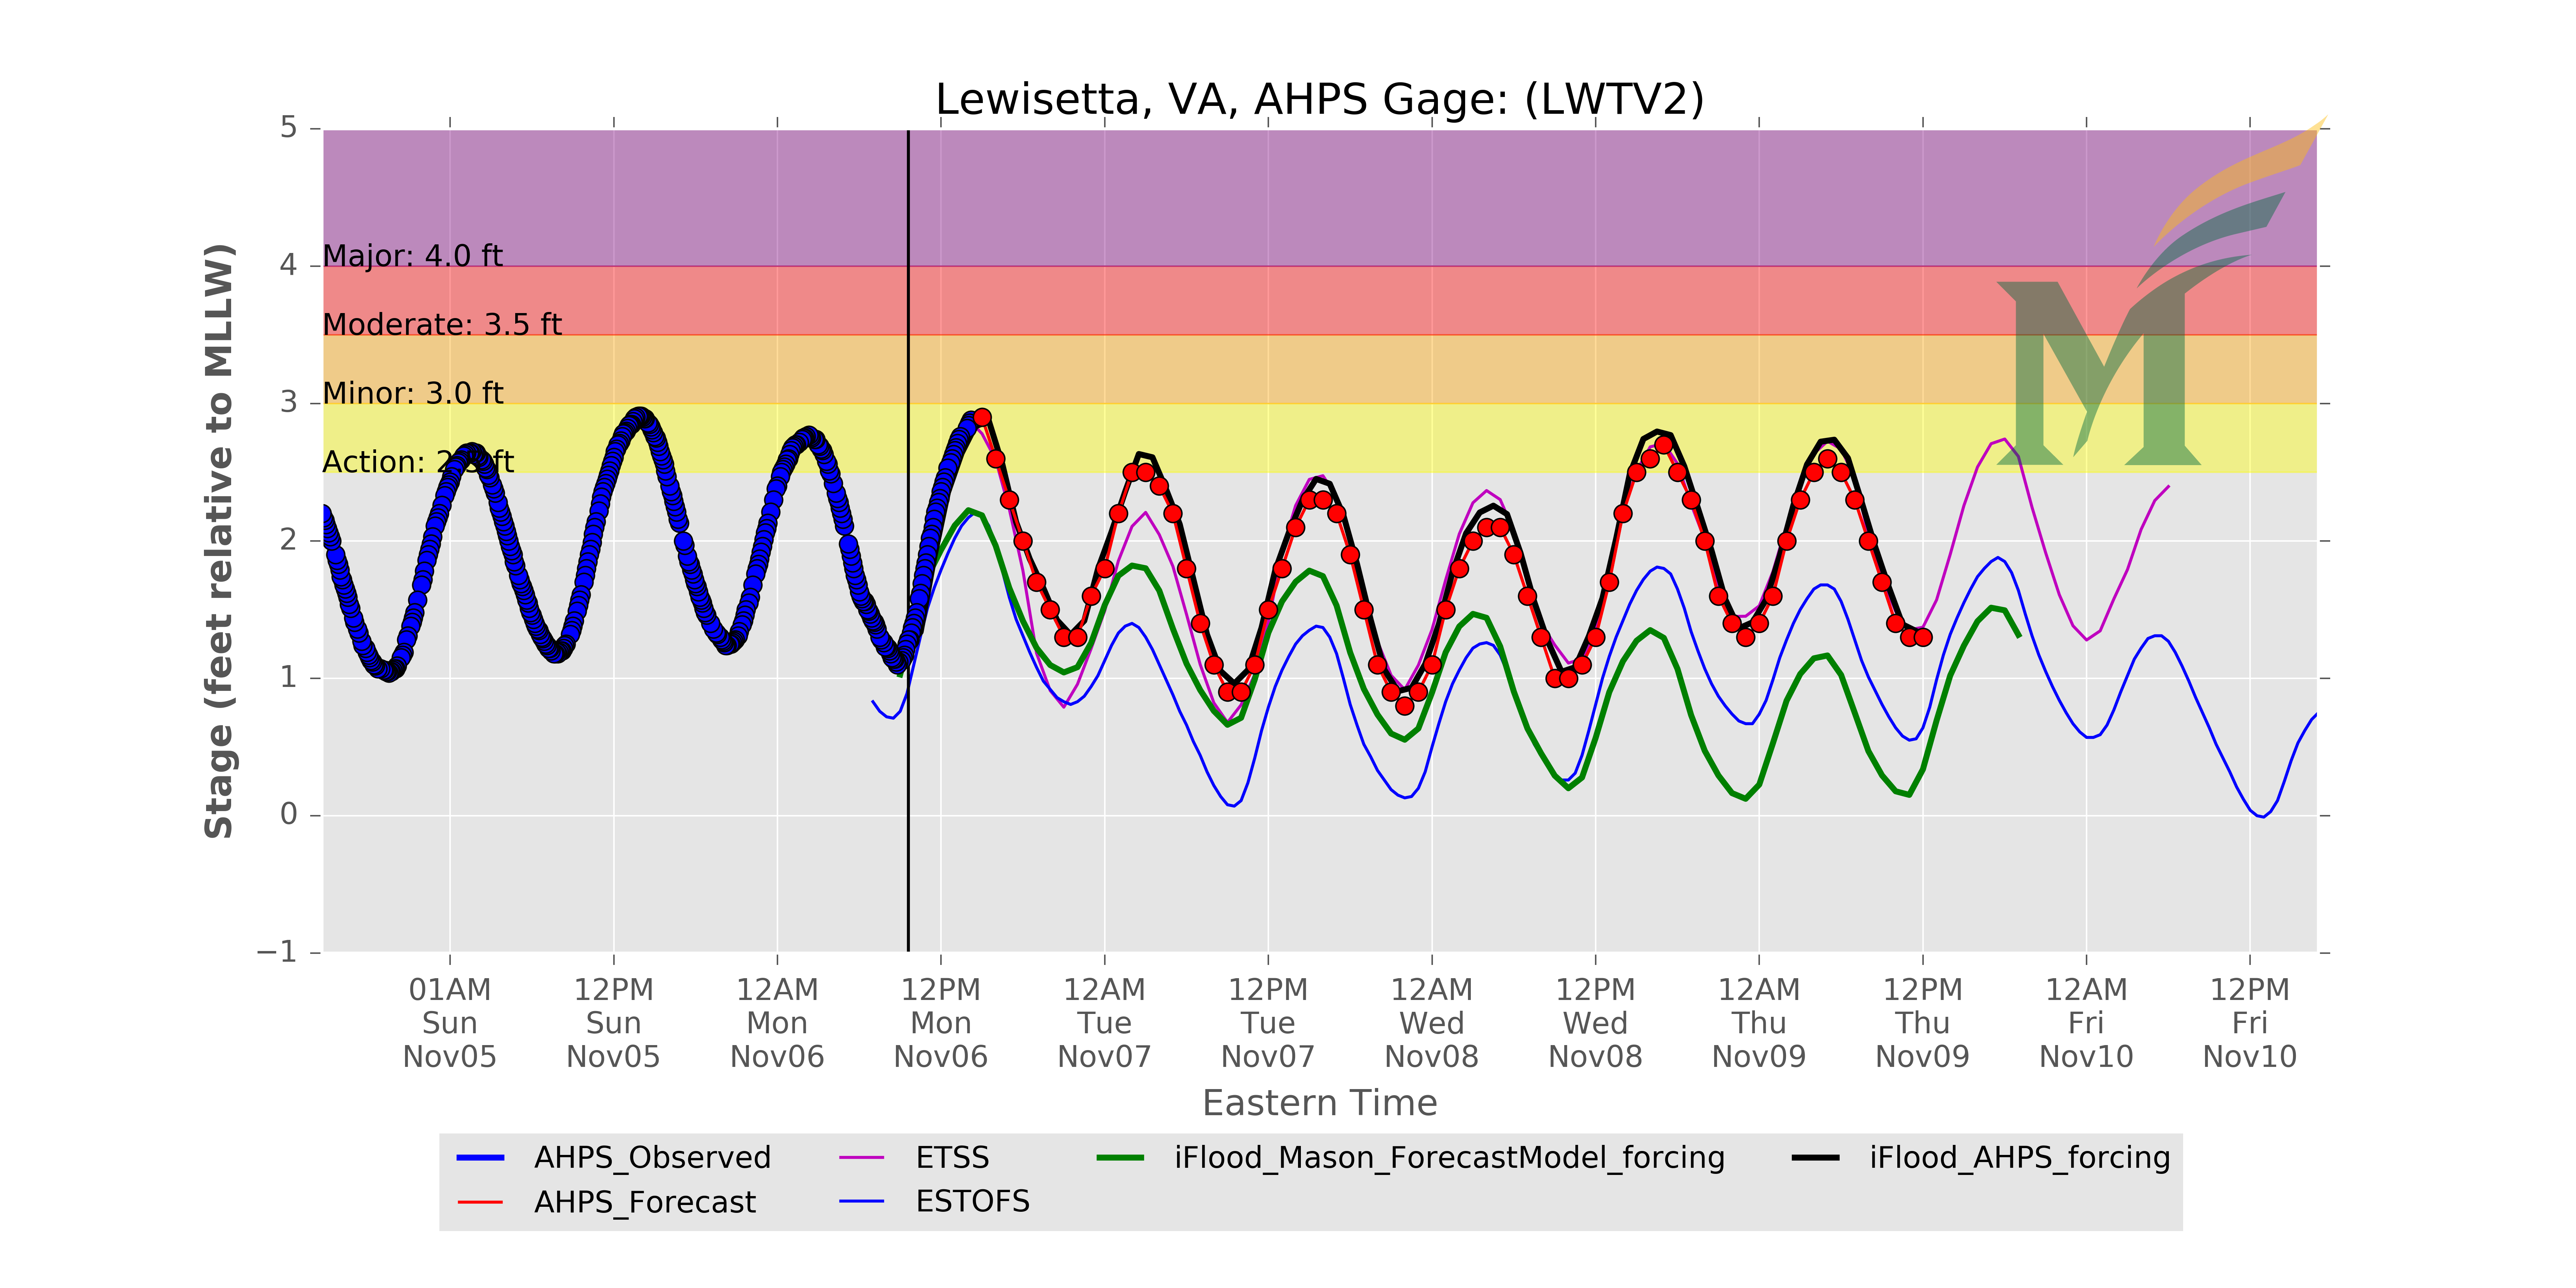 Lewisetta, VA, AHPS Gage: (LWTV2)
Stage (feet relative to MLLW)
5
4
3
2
1
0
−1
Major: 4.0 ft
Moderate: 3.5 ft
Minor: 3.0 ft
Action: 2.5 ft
01AM 12PM 12AM 12PM 12AM 12PM 12AM 12PM 12AM 12PM 12AM 12PM
Sun Sun Mon Mon Tue Tue Wed Wed Thu Thu Fri Fri
Nov05 Nov05 Nov06 Nov06 Nov07 Nov07 Nov08 Nov08 Nov09 Nov09 Nov10 Nov10
Eastern Time
AHPS_Observed ETSS iFlood_Mason_ForecastModel_forcing iFlood_AHPS_forcing
AHPS_Forecast ESTOFS
M